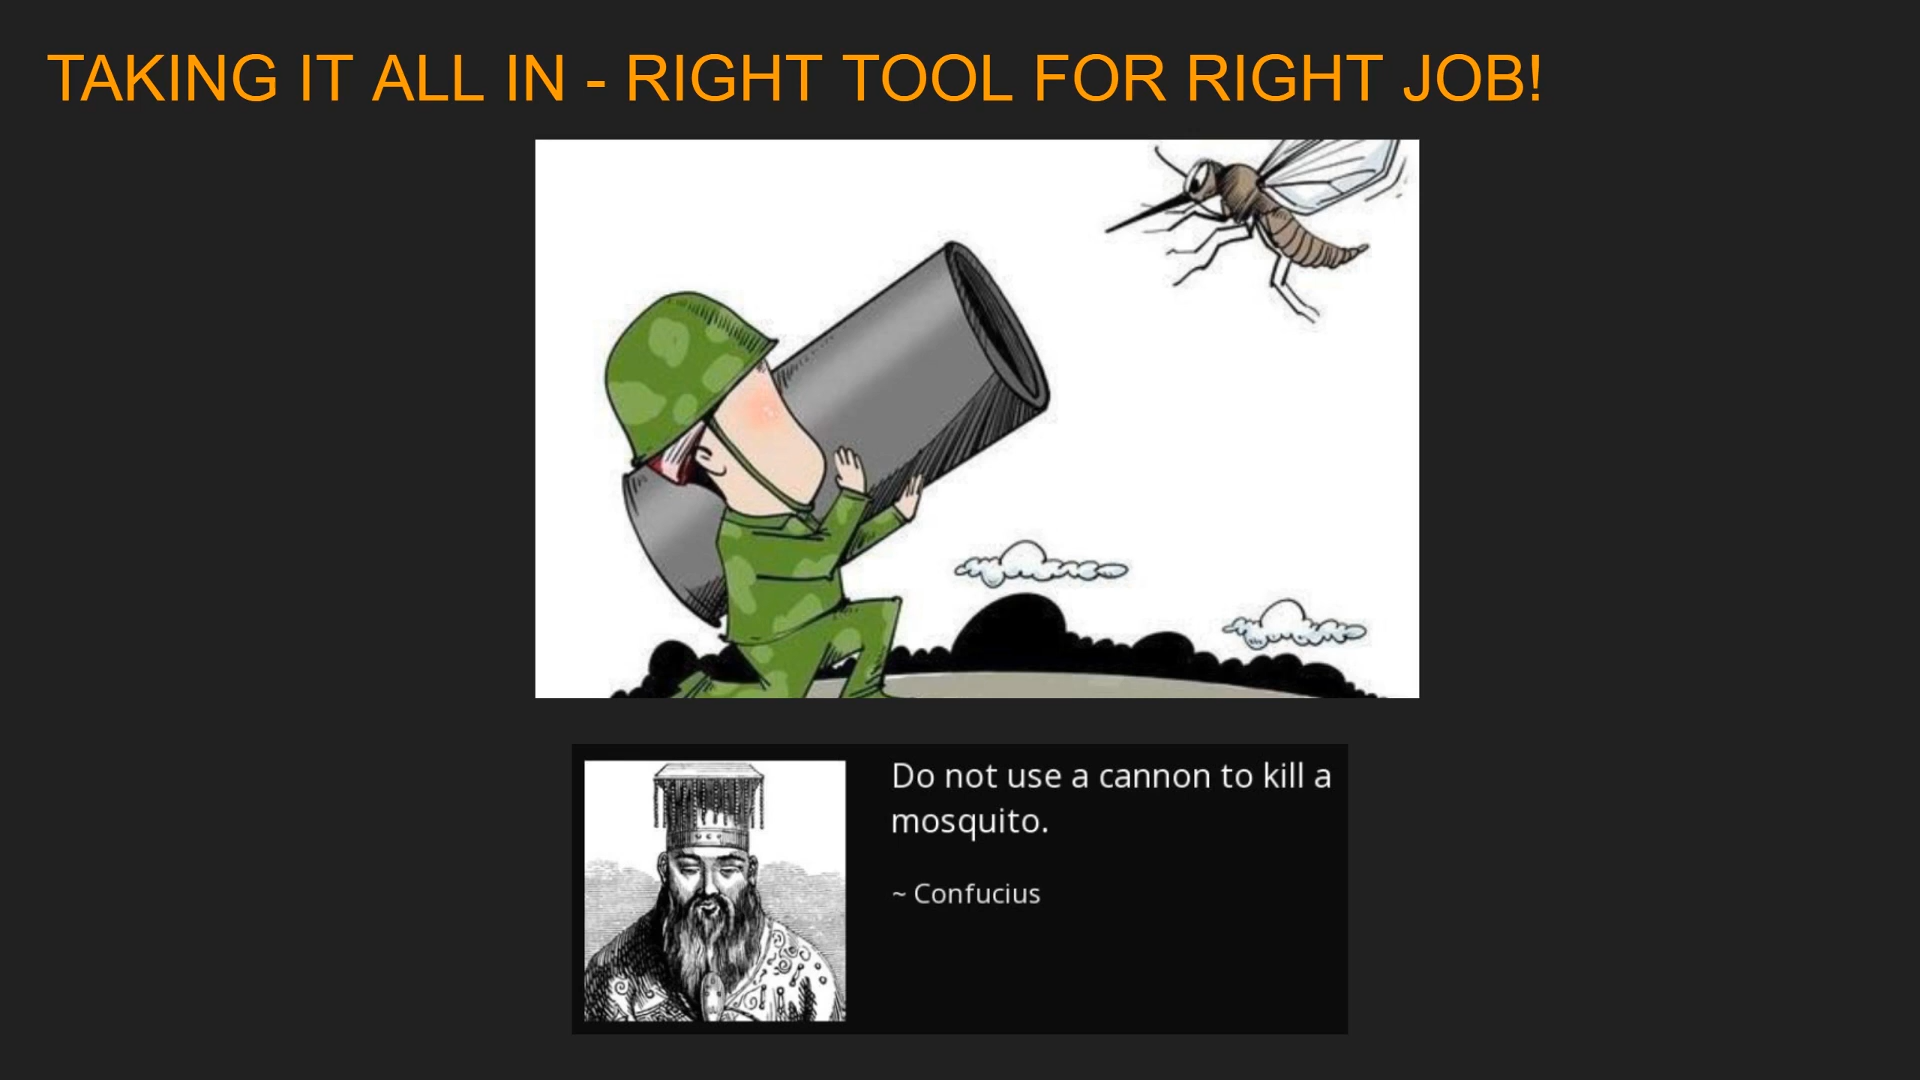 TAKING IT ALL IN - RIGHT TOOL FOR RIGHT JOB!
Do not use a cannon to kill a
mosquito.
~ Confucius